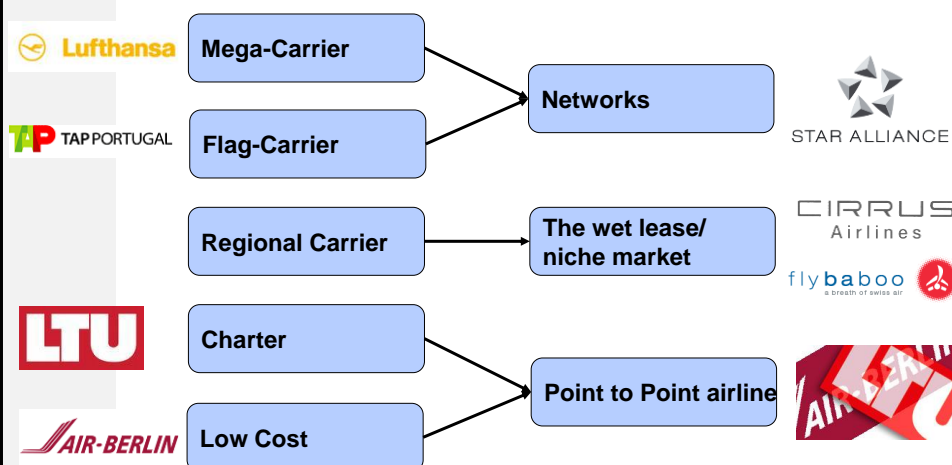 Lufthansa
Mega-Carrier
Networks
STAR ALLIANCE
TAP TAP PORTUGAL
Flag-Carrier
Regional Carrier
The wet lease/
niche market
CIRRUS
Airlines
flybaboo
a breath of swiss air
LTU
Charter
Point to Point airline
AIR-BERLIN
AIR-BERLIN
Low Cost